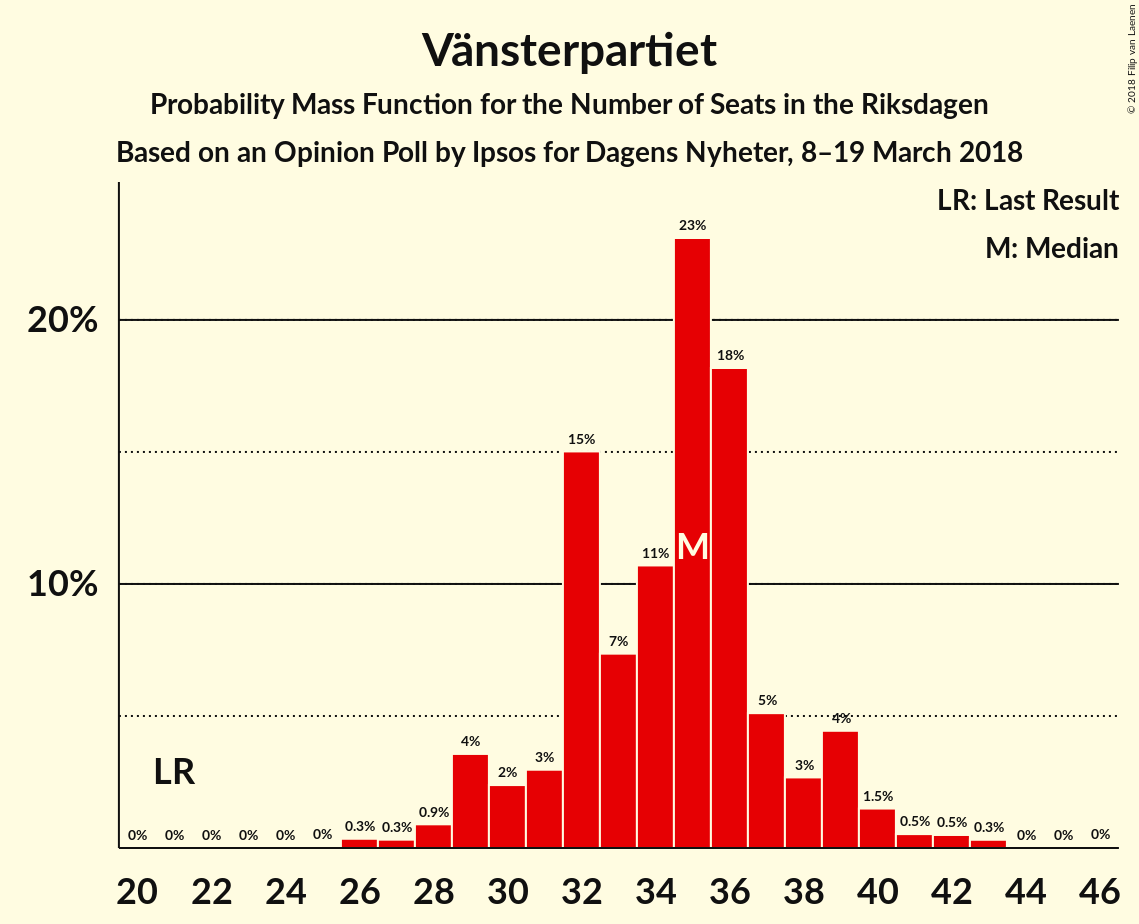 Vänsterpartiet
Probability Mass Function for the Number of Seats in the Riksdagen
Based on an Opinion Poll by Ipsos for Dagens Nyheter, 8–19 March 2018
© 2018 Filip van Laenen
LR: Last Result
M: Median
20%
10%
LR
M
0% 0% 0% 0% 0% 0% 0.3% 0.3% 0.9% 4% 2% 3% 15% 7% 11% 23% 18% 5% 3% 4% 1.5% 0.5% 0.5% 0.3% 0% 0% 0%
20 22 24 26 28 30 32 34 36 38 40 42 44 46